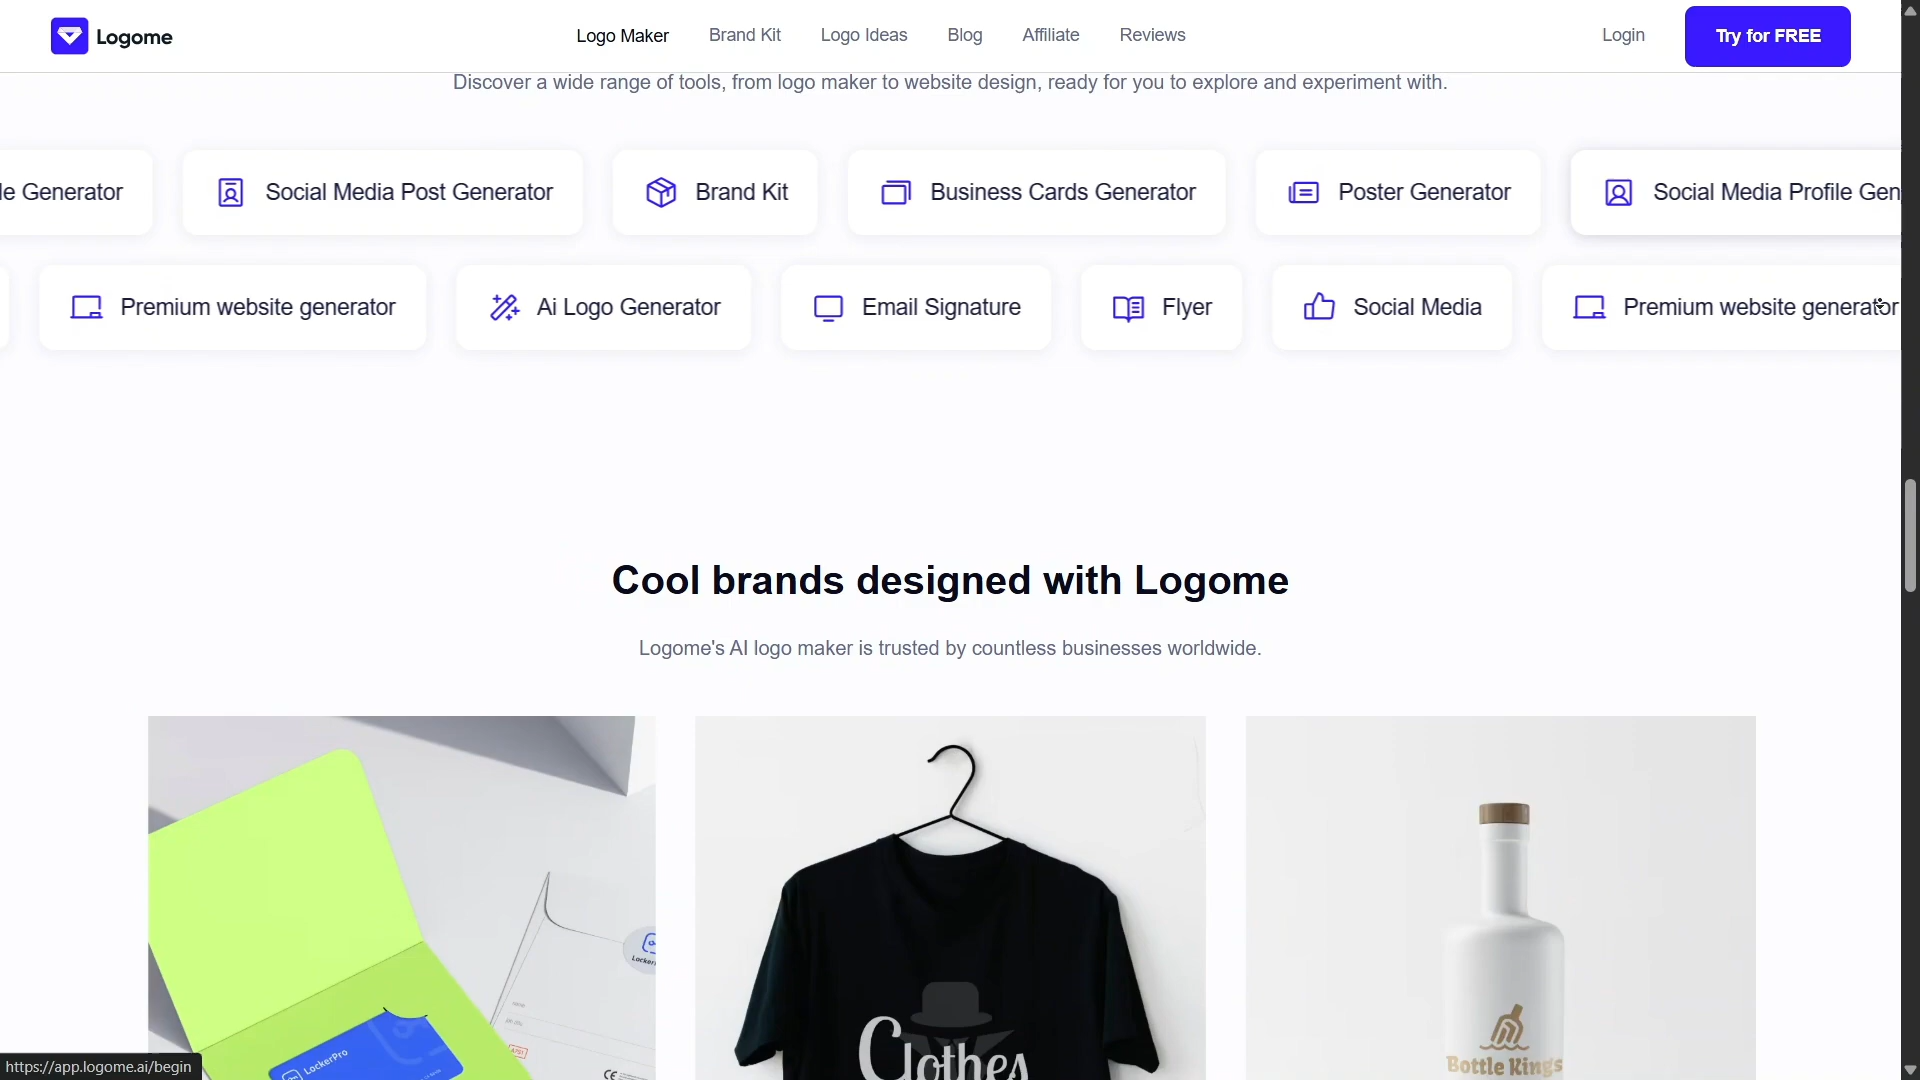 Logome
Logo Maker
Brand Kit
Logo Ideas
Blog
Affiliate
Reviews
Login
Try for FREE
Discover a wide range of tools, from logo maker to website design, ready for you to explore and experiment with.
le Generator
Social Media Post Generator
Brand Kit
Business Cards Generator
Poster Generator
Social Media Profile Gen
Premium website generator
Ai Logo Generator
Email Signature
Flyer
Social Media
Premium website generator
Cool brands designed with Logome
Logome's AI logo maker is trusted by countless businesses worldwide.
LockerPro
Clothes
Bottle Kings
https://app.logome.ai/begin